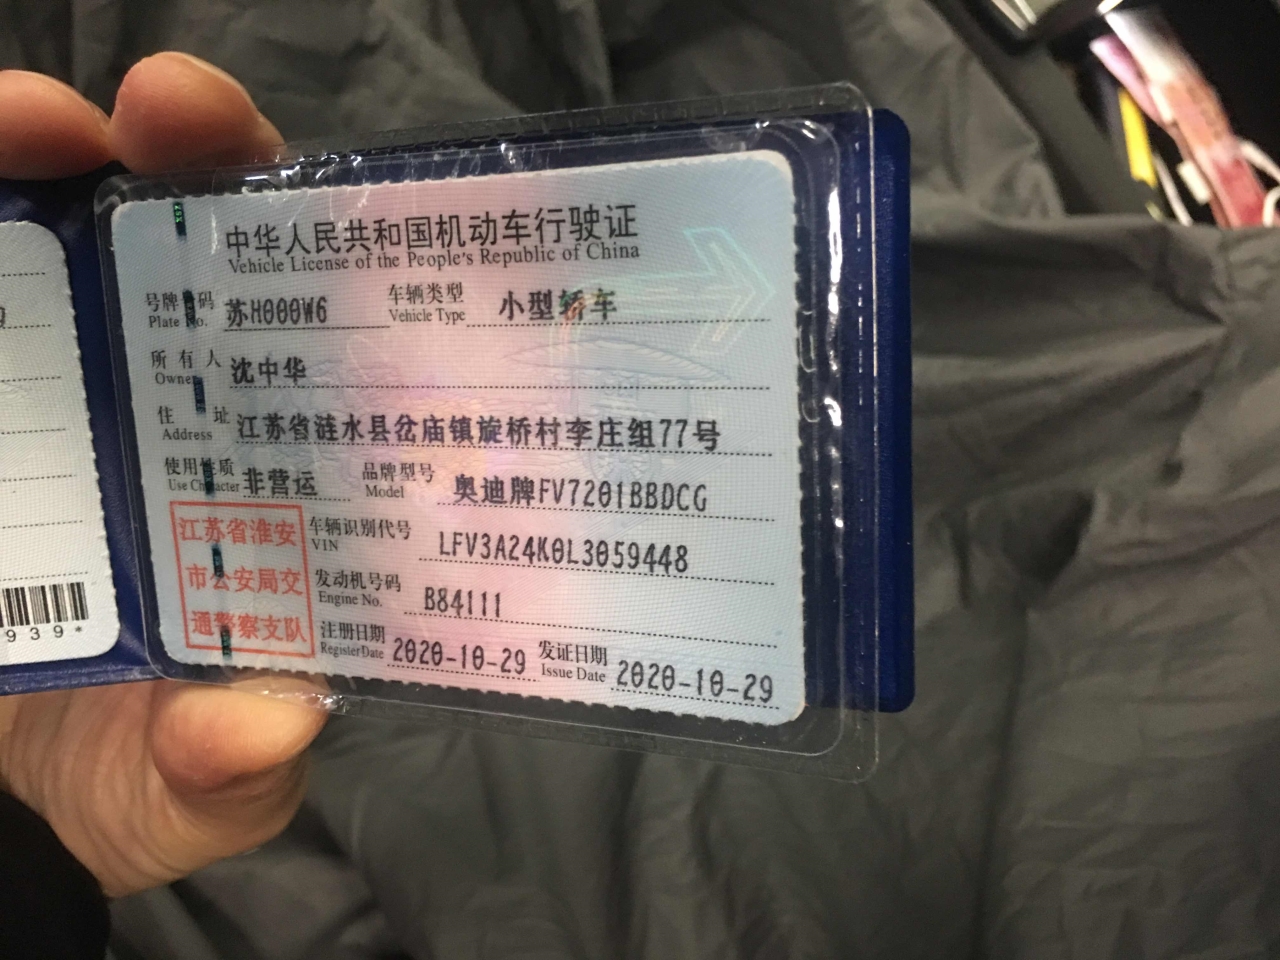 中华人民共和国机动车行驶证
Vehicle License of the People's Republic of China
号牌号码 苏H000W6 车辆类型 小型轿车
Plate No. Vehicle Type
所有人 沈中华
Owner
住址 江苏省涟水县岔庙镇旋桥村李庄组77号
Address
使用性质 非营运 品牌型号 奥迪牌FV7201BBDCG
Use Character Model
江苏省淮安
市公安局交
通警察支队
车辆识别代号 LFV3A24K0L3059448
VIN
发动机号码 B84111
Engine No.
注册日期 2020-10-29 发证日期 2020-10-29
Register Date Issue Date
939*